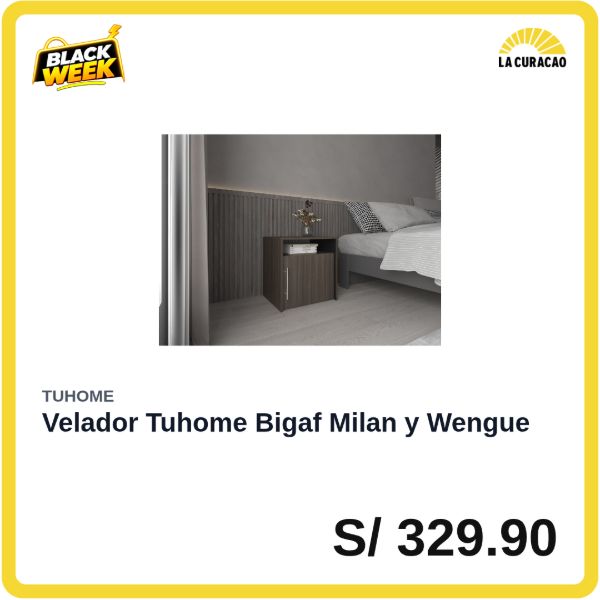 BLACK
WEEK
LA CURACAO
TUHOME
Velador Tuhome Bigaf Milan y Wengue
S/ 329.90